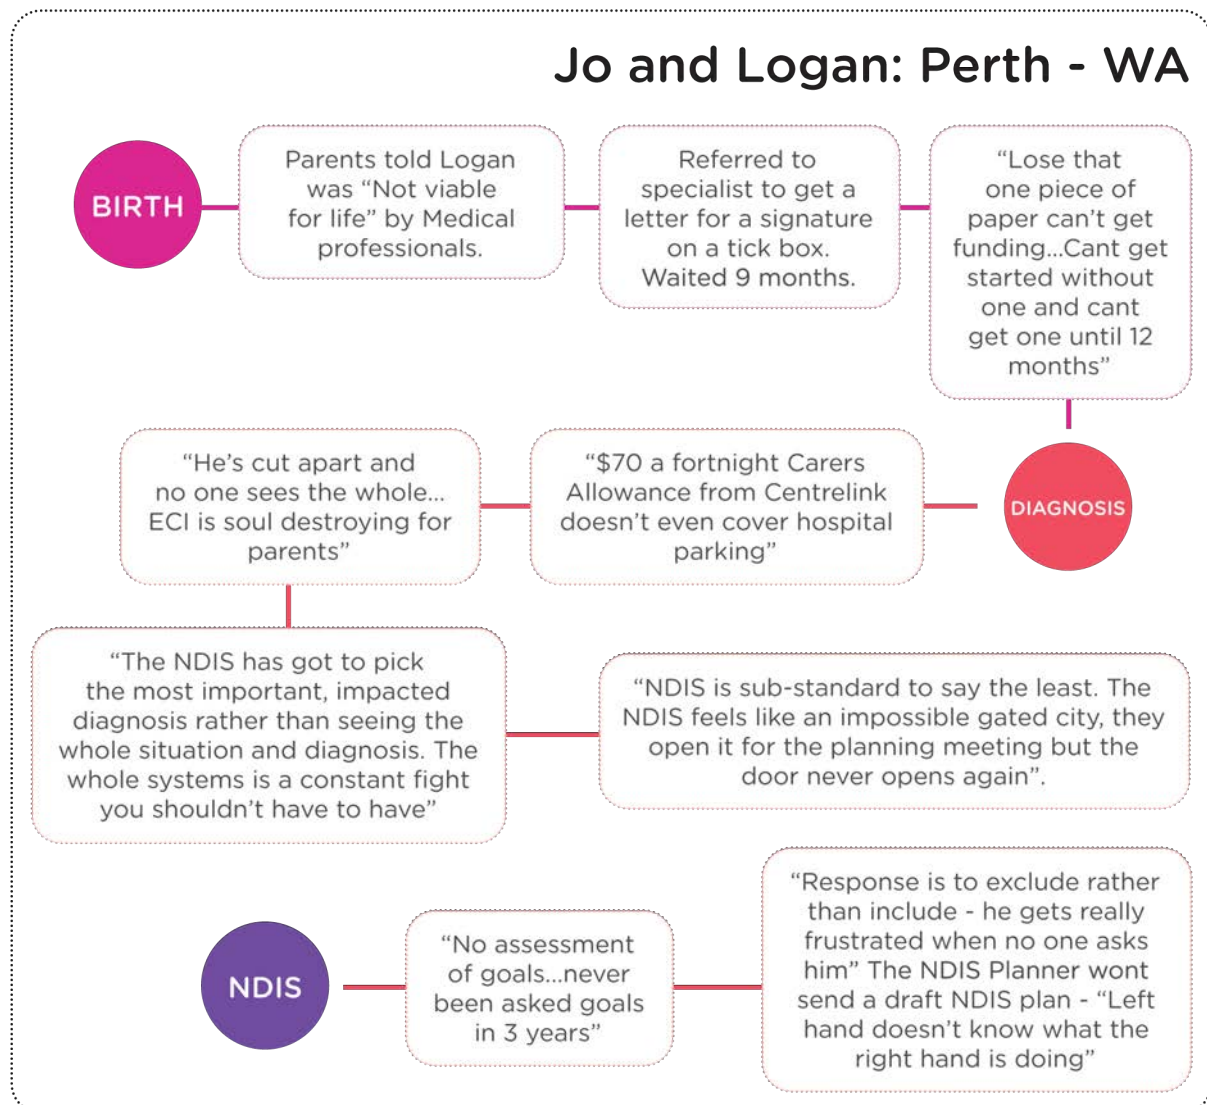 Jo and Logan: Perth - WA
BIRTH
Parents told Logan
was “Not viable
for life” by Medical
professionals.
Referred to
specialist to get a
letter for a signature
on a tick box.
Waited 9 months.
“Lose that
one piece of
paper can’t get
funding...Cant get
started without
one and cant
get one until 12
months”
DIAGNOSIS
“$70 a fortnight Carers
Allowance from Centrelink
doesn’t even cover hospital
parking”
“He’s cut apart and
no one sees the whole...
ECI is soul destroying for
parents”
“The NDIS has got to pick
the most important, impacted
diagnosis rather than seeing the
whole situation and diagnosis. The
whole systems is a constant fight
you shouldn’t have to have”
“NDIS is sub-standard to say the least. The
NDIS feels like an impossible gated city, they
open it for the planning meeting but the
door never opens again”.
NDIS
“No assessment
of goals...never
been asked goals
in 3 years”
“Response is to exclude rather
than include - he gets really
frustrated when no one asks
him” The NDIS Planner wont
send a draft NDIS plan - “Left
hand doesn’t know what the
right hand is doing”